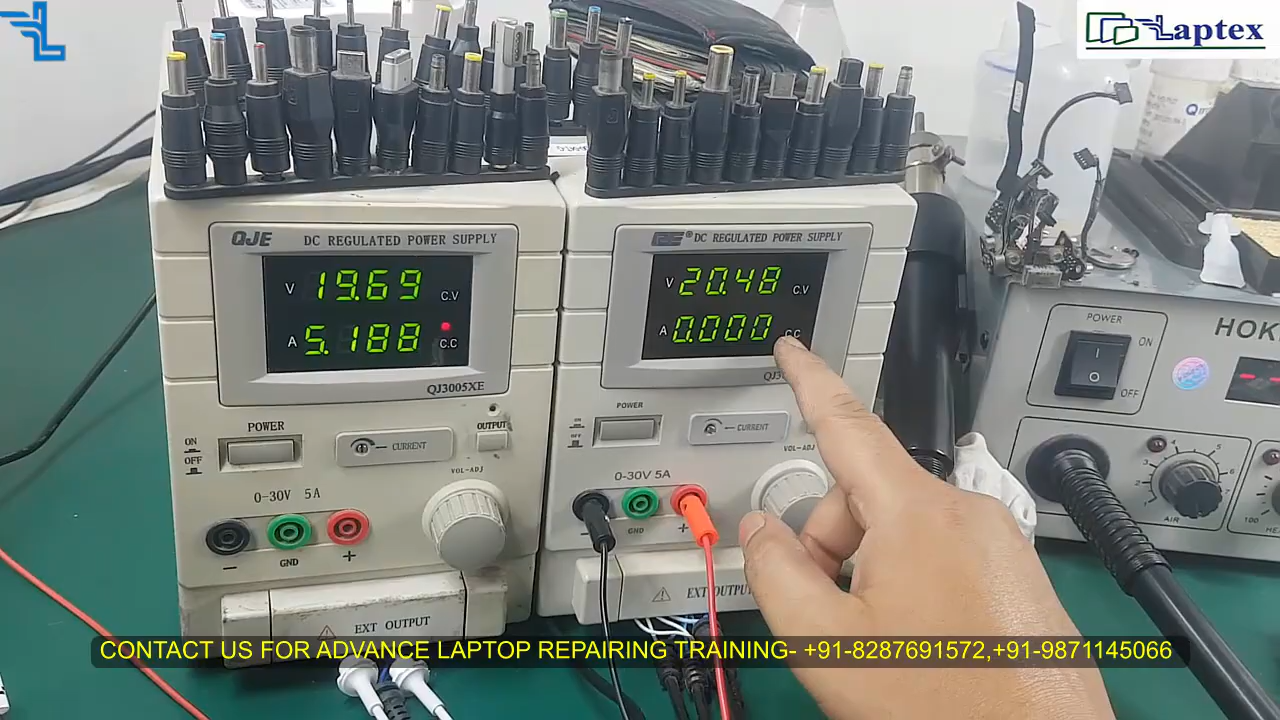 Laptex
QJE DC REGULATED POWER SUPPLY
V 19.69 C.V
A 5.188 C.C
QJ3005XE
POWER
ON
OFF
CURRENT
OUTPUT
VOL-ADJ
0-30V 5A
GND
− +
EXT OUTPUT
DC REGULATED POWER SUPPLY
V 20.48 C.V
A 0.000 C.C
POWER
ON
OFF
CURRENT
VOL-ADJ
0-30V 5A
GND
− +
EXT OUTPUT
POWER
ON
OFF
I
O
AIR
100
CONTACT US FOR ADVANCE LAPTOP REPAIRING TRAINING- +91-8287691572,+91-9871145066